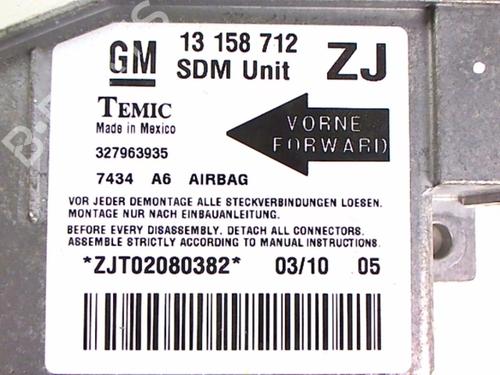 GM 13 158 712 ZJ
SDM Unit
TEMIC
Made in Mexico
VORNE
FORWARD
327963935
7434 A6 AIRBAG
VOR JEDER DEMONTAGE ALLE STECKVERBINDUNGEN LOESEN.
MONTAGE NUR NACH EINBAUANLEITUNG.
BEFORE EVERY DISASSEMBLY. DETACH ALL CONNECTORS.
ASSEMBLE STRICTLY ACCORDING TO MANUAL INSTRUCTIONS.
*ZJT02080382* 03/10 05